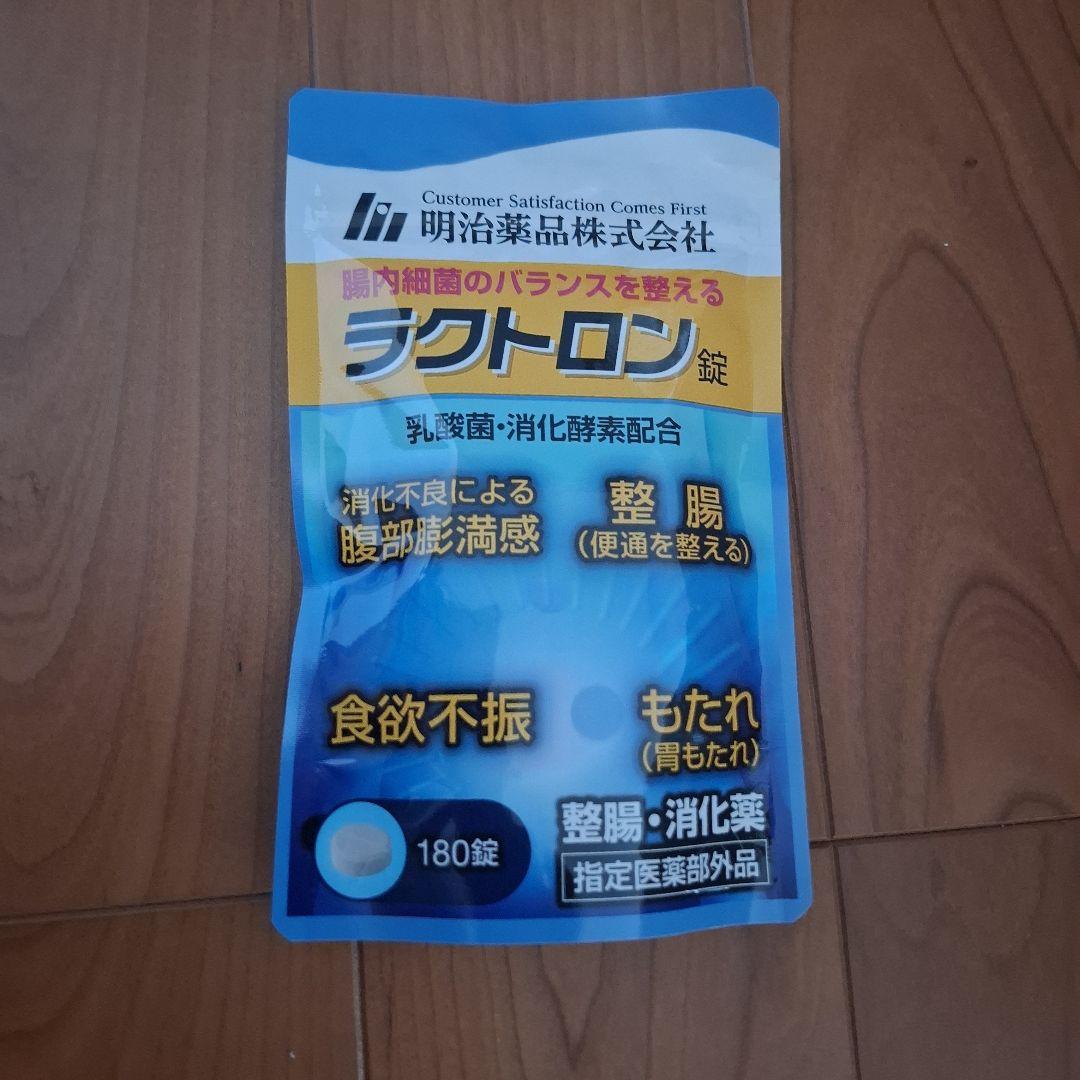 Customer Satisfaction Comes First
明治薬品株式会社
腸内細菌のバランスを整える
ラクトロン錠
乳酸菌・消化酵素配合
消化不良による
腹部膨満感
整腸
(便通を整える)
食欲不振
もたれ
(胃もたれ)
180錠
整腸・消化薬
指定医薬部外品